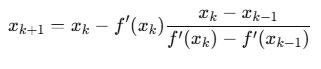 x_{k+1} = x_k - f'(x_k) \frac{x_k - x_{k-1}}{f'(x_k) - f'(x_{k-1})}